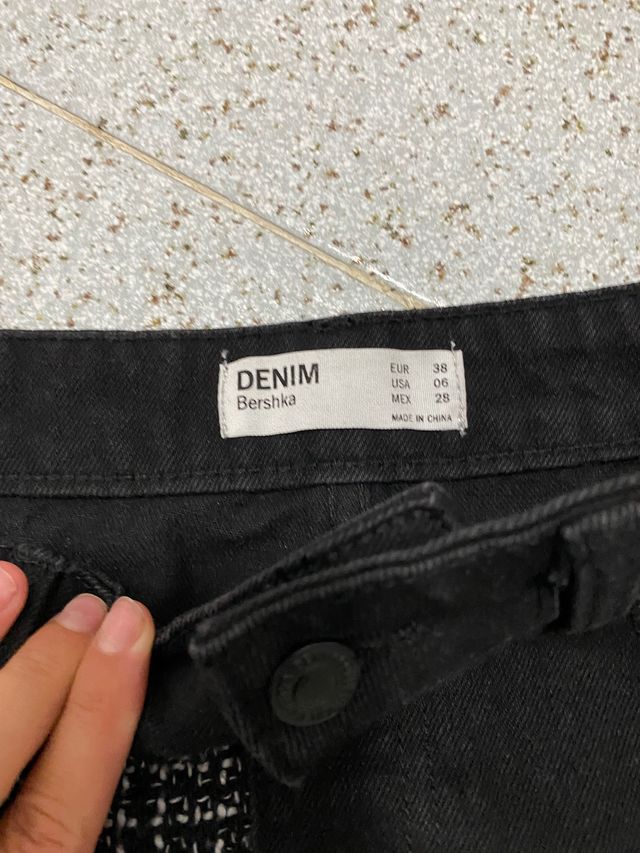 DENIM
Bershka
EUR 38
USA 06
MEX 28
MADE IN CHINA